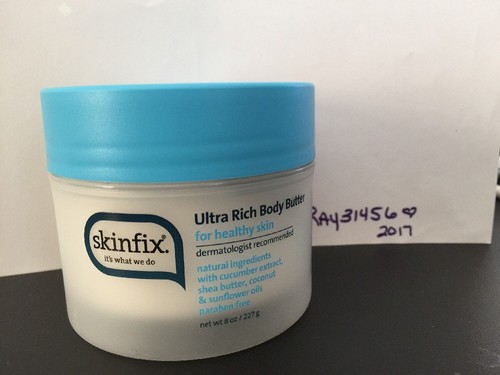 skinfix®
it's what we do
Ultra Rich Body Butter
for healthy skin
dermatologist recommended
natural ingredients
with cucumber extract,
shea butter, coconut
& sunflower oils
paraben free
net wt 8 oz / 227 g
RAY31456♡
2017